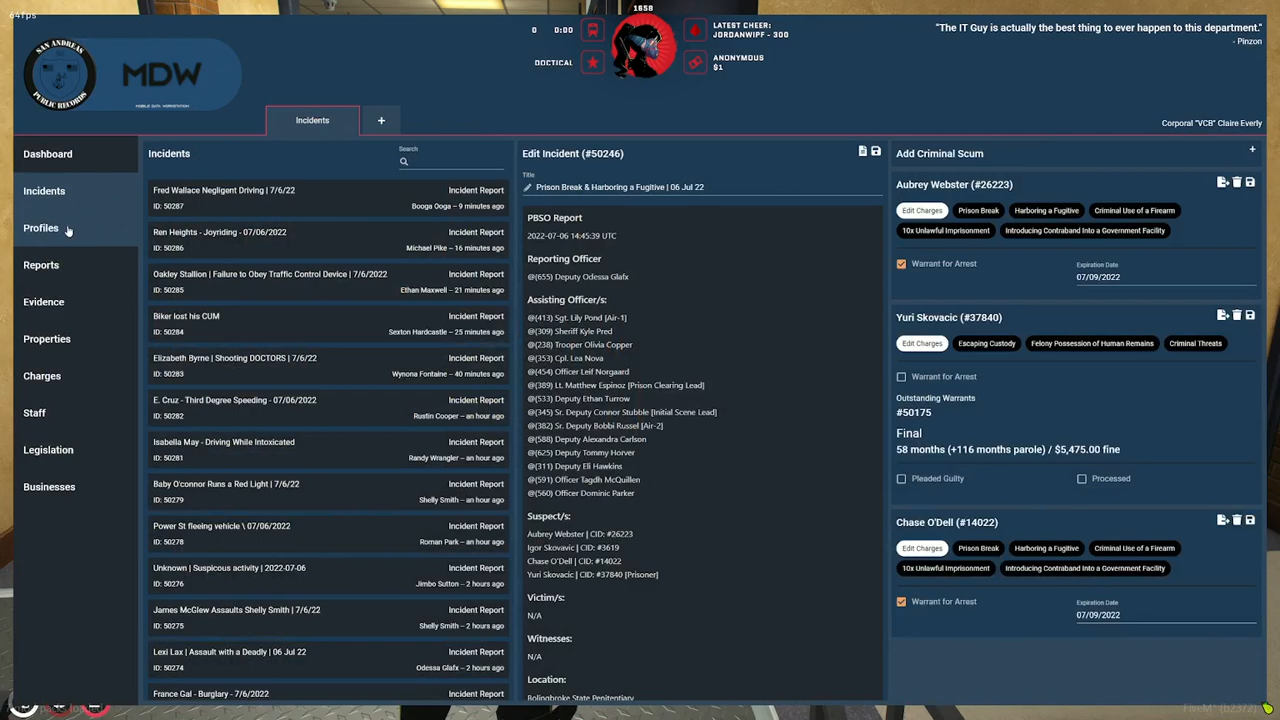 64fps
1658
0 0:00
DOCTICAL
LATEST CHEER:
JORDANWIPF - 300
ANONYMOUS
$1
"The IT Guy is actually the best thing to ever happen to this department."
- Pinzon
SAN ANDREAS
PUBLIC RECORDS
MDW
MOBILE DATA WORKSTATION
Incidents
+
Corporal "VCB" Claire Everly
Dashboard
Incidents
Profiles
Reports
Evidence
Properties
Charges
Staff
Legislation
Businesses
Incidents
Search
Fred Wallace Negligent Driving | 7/6/22 Incident Report
ID: 50287 Booga Ooga – 9 minutes ago
Ren Heights - Joyriding - 07/06/2022 Incident Report
ID: 50286 Michael Pike – 16 minutes ago
Oakley Stallion | Failure to Obey Traffic Control Device | 7/6/22 Incident Report
ID: 50285 Ethan Maxwell – 21 minutes ago
Biker lost his CUM Incident Report
ID: 50284 Sexton Hardcastle – 25 minutes ago
Elizabeth Byrne | Shooting DOCTORS | 7/6/22 Incident Report
ID: 50283 Wynona Fontaine – 40 minutes ago
E. Cruz - Third Degree Speeding - 07/06/2022 Incident Report
ID: 50282 Rustin Cooper – an hour ago
Isabella May - Driving While Intoxicated Incident Report
ID: 50281 Randy Wrangler – an hour ago
Baby O'connor Runs a Red Light | 7/6/22 Incident Report
ID: 50279 Shelly Smith – an hour ago
Power St fleeing vehicle \ 07/06/2022 Incident Report
ID: 50278 Roman Park – an hour ago
Unknown | Suspicous activity | 2022-07-06 Incident Report
ID: 50276 Jimbo Sutton – 2 hours ago
James McGlew Assaults Shelly Smith | 7/6/22 Incident Report
ID: 50275 Shelly Smith – 2 hours ago
Lexi Lax | Assault with a Deadly | 06 Jul 22 Incident Report
ID: 50274 Odessa Glafx – 2 hours ago
France Gal - Burglary - 7/6/2022 Incident Report
Edit Incident (#50246)
Title
Prison Break & Harboring a Fugitive | 06 Jul 22
PBSO Report
2022-07-06 14:45:39 UTC
Reporting Officer
@(655) Deputy Odessa Glafx
Assisting Officer/s:
@(413) Sgt. Lily Pond [Air-1]
@(309) Sheriff Kyle Pred
@(238) Trooper Olivia Copper
@(353) Cpl. Lea Nova
@(454) Officer Leif Norgaard
@(389) Lt. Matthew Espinoz [Prison Clearing Lead]
@(533) Deputy Ethan Turrow
@(345) Sr. Deputy Connor Stubble [Initial Scene Lead]
@(382) Sr. Deputy Bobbi Russel [Air-2]
@(588) Deputy Alexandra Carlson
@(625) Deputy Tommy Horver
@(311) Deputy Eli Hawkins
@(591) Officer Tagdh McQuillen
@(560) Officer Dominic Parker
Suspect/s:
Aubrey Webster | CID: #26223
Igor Skovacic | CID: #3619
Chase O'Dell | CID: #14022
Yuri Skovacic | CID: #37840 [Prisoner]
Victim/s:
N/A
Witnesses:
N/A
Location:
Bolingbroke State Penitentiary
Add Criminal Scum +
Aubrey Webster (#26223)
Edit Charges Prison Break Harboring a Fugitive Criminal Use of a Firearm
10x Unlawful Imprisonment Introducing Contraband Into a Government Facility
Warrant for Arrest
Expiration Date
07/09/2022
Yuri Skovacic (#37840)
Edit Charges Escaping Custody Felony Possession of Human Remains Criminal Threats
Warrant for Arrest
Outstanding Warrants
#50175
Final
58 months (+116 months parole) / $5,475.00 fine
Pleaded Guilty Processed
Chase O'Dell (#14022)
Edit Charges Prison Break Harboring a Fugitive Criminal Use of a Firearm
10x Unlawful Imprisonment Introducing Contraband Into a Government Facility
Warrant for Arrest
Expiration Date
07/09/2022
FiveM* (b2372)